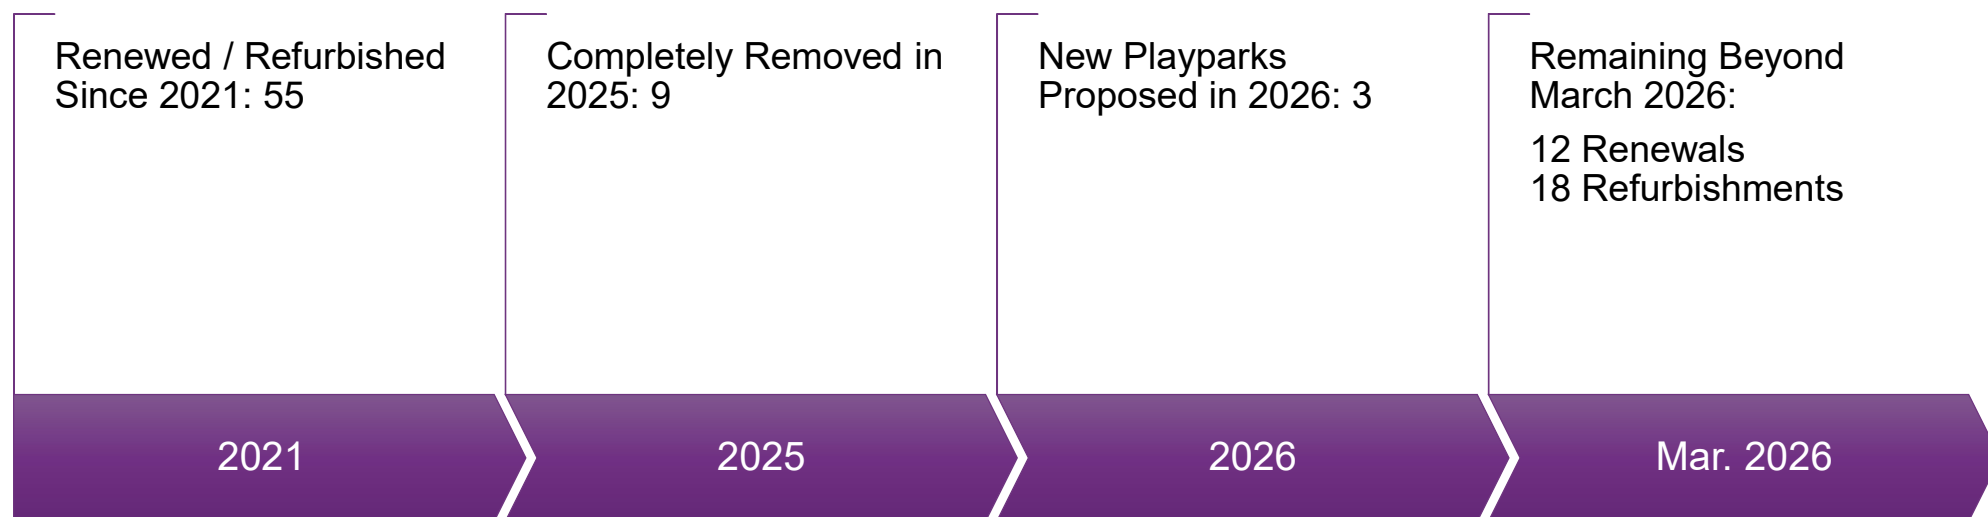 Renewed / Refurbished
Since 2021: 55
Completely Removed in
2025: 9
New Playparks
Proposed in 2026: 3
Remaining Beyond
March 2026:
12 Renewals
18 Refurbishments
2021
2025
2026
Mar. 2026